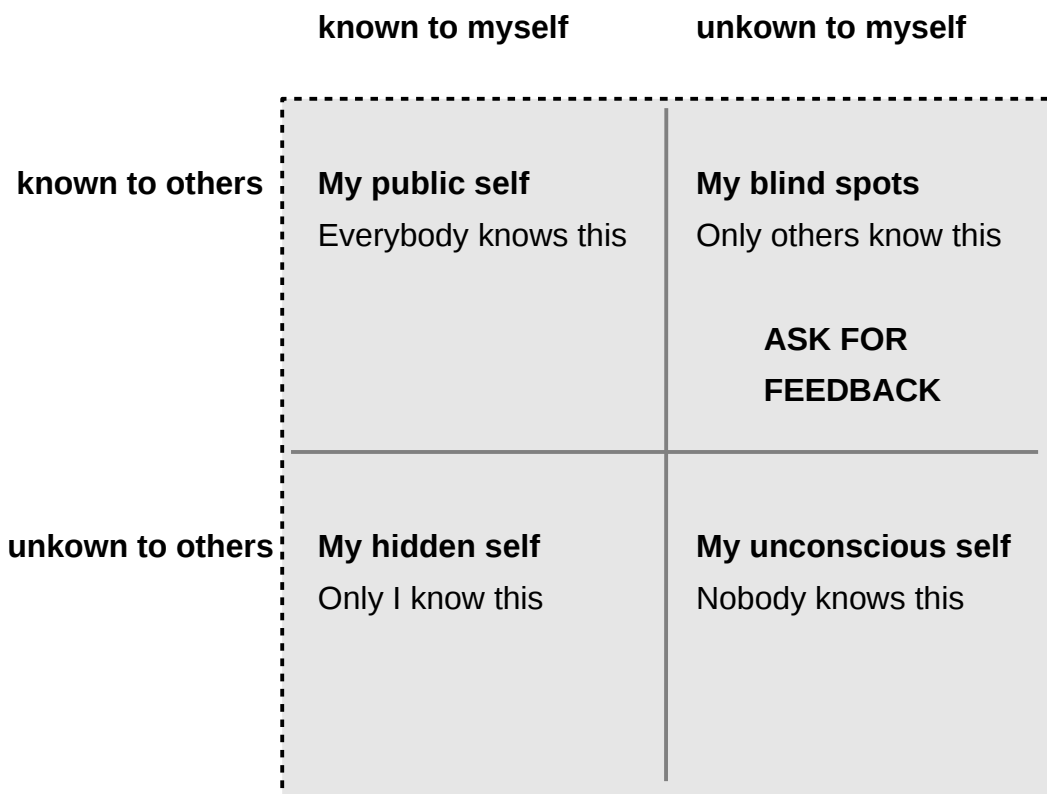 known to myself
unkown to myself
known to others
My public self
My blind spots
Everybody knows this
Only others know this
ASK FOR
FEEDBACK
unkown to others
My hidden self
My unconscious self
Only I know this
Nobody knows this